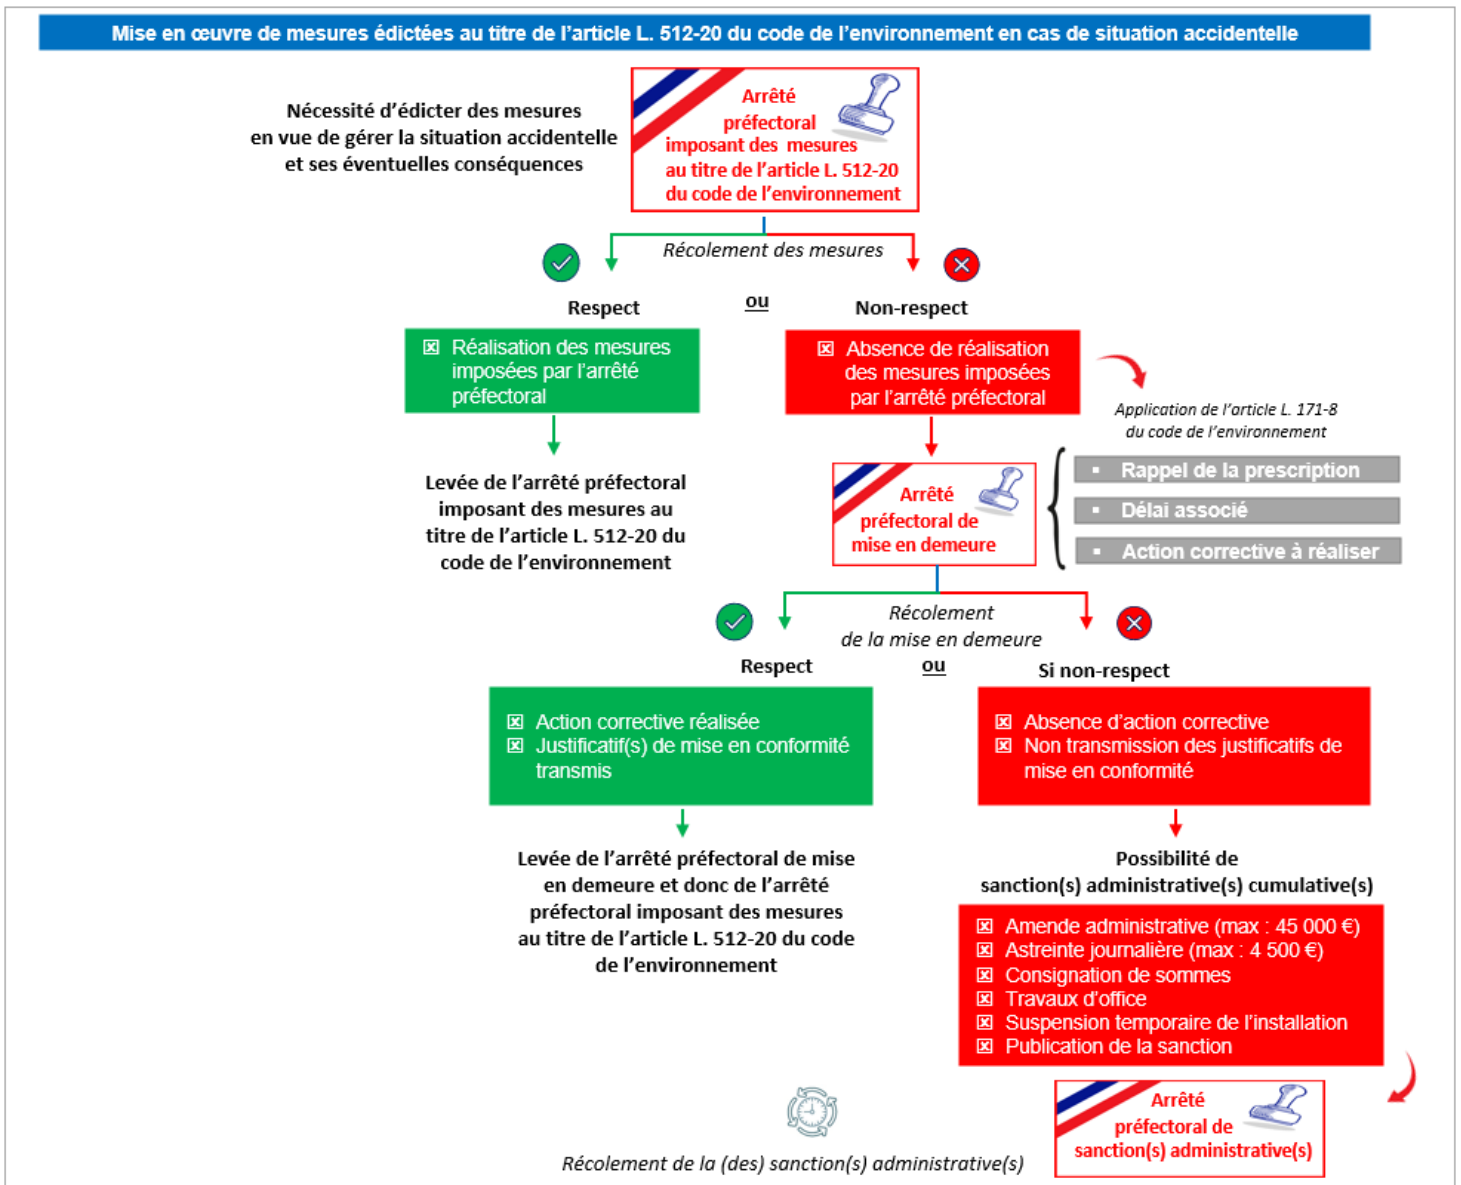 Mise en œuvre de mesures édictées au titre de l’article L. 512-20 du code de l’environnement en cas de situation accidentelle
Nécessité d’édicter des mesures
en vue de gérer la situation accidentelle
et ses éventuelles conséquences
Arrêté
préfectoral
imposant des mesures
au titre de l’article L. 512-20
du code de l’environnement
Récolement des mesures
Respect
ou
Non-respect
Réalisation des mesures
imposées par l’arrêté
préfectoral
Absence de réalisation
des mesures imposées
par l’arrêté préfectoral
Application de l’article L. 171-8
du code de l’environnement
Levée de l’arrêté préfectoral
imposant des mesures au
titre de l’article L. 512-20 du
code de l’environnement
Arrêté
préfectoral de
mise en demeure
▪ Rappel de la prescription
▪ Délai associé
▪ Action corrective à réaliser
Récolement
de la mise en demeure
Respect
ou
Si non-respect
Action corrective réalisée
Justificatif(s) de mise en conformité
transmis
Absence d’action corrective
Non transmission des justificatifs de
mise en conformité
Levée de l’arrêté préfectoral de mise
en demeure et donc de l’arrêté
préfectoral imposant des mesures
au titre de l’article L. 512-20 du code
de l’environnement
Possibilité de
sanction(s) administrative(s) cumulative(s)
Amende administrative (max : 45 000 €)
Astreinte journalière (max : 4 500 €)
Consignation de sommes
Travaux d’office
Suspension temporaire de l’installation
Publication de la sanction
Arrêté
préfectoral de
sanction(s) administrative(s)
Récolement de la (des) sanction(s) administrative(s)